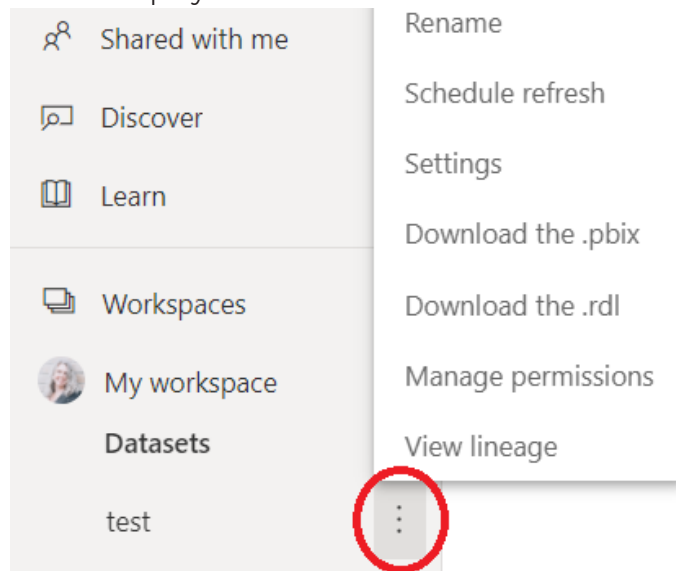 Shared with me
Discover
Learn
Workspaces
My workspace
Datasets
test
Rename
Schedule refresh
Settings
Download the .pbix
Download the .rdl
Manage permissions
View lineage